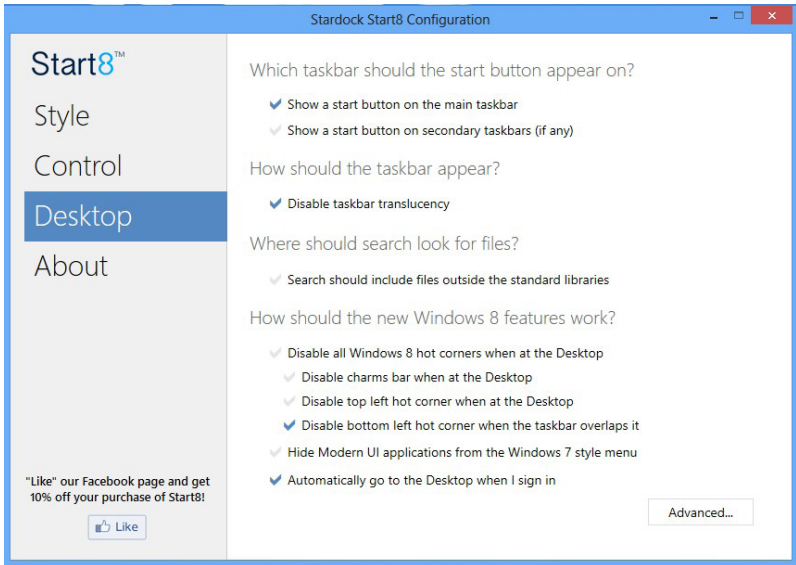 Stardock Start8 Configuration
Start8™
Style
Control
Desktop
About
"Like" our Facebook page and get
10% off your purchase of Start8!
Like
Which taskbar should the start button appear on?
Show a start button on the main taskbar
Show a start button on secondary taskbars (if any)
How should the taskbar appear?
Disable taskbar translucency
Where should search look for files?
Search should include files outside the standard libraries
How should the new Windows 8 features work?
Disable all Windows 8 hot corners when at the Desktop
Disable charms bar when at the Desktop
Disable top left hot corner when at the Desktop
Disable bottom left hot corner when the taskbar overlaps it
Hide Modern UI applications from the Windows 7 style menu
Automatically go to the Desktop when I sign in
Advanced...